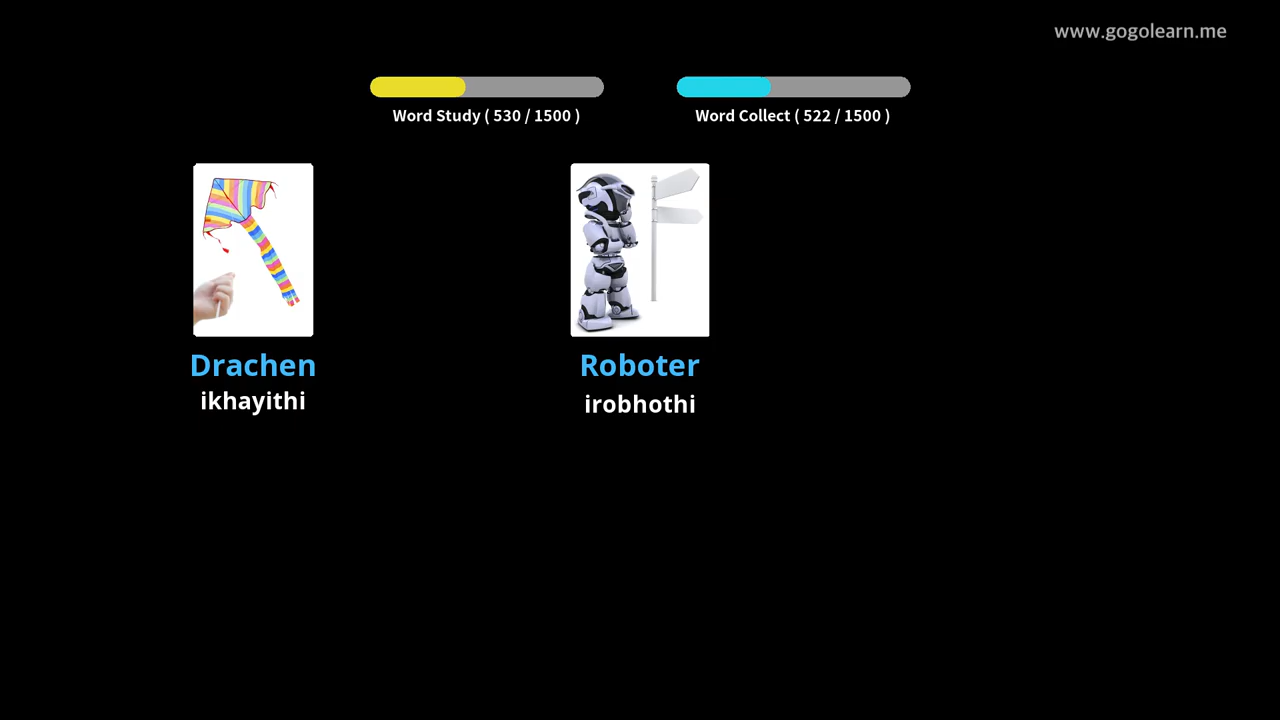 www.gogolearn.me
Word Study ( 530 / 1500 )
Word Collect ( 522 / 1500 )
Drachen
ikhayithi
Roboter
irobhothi